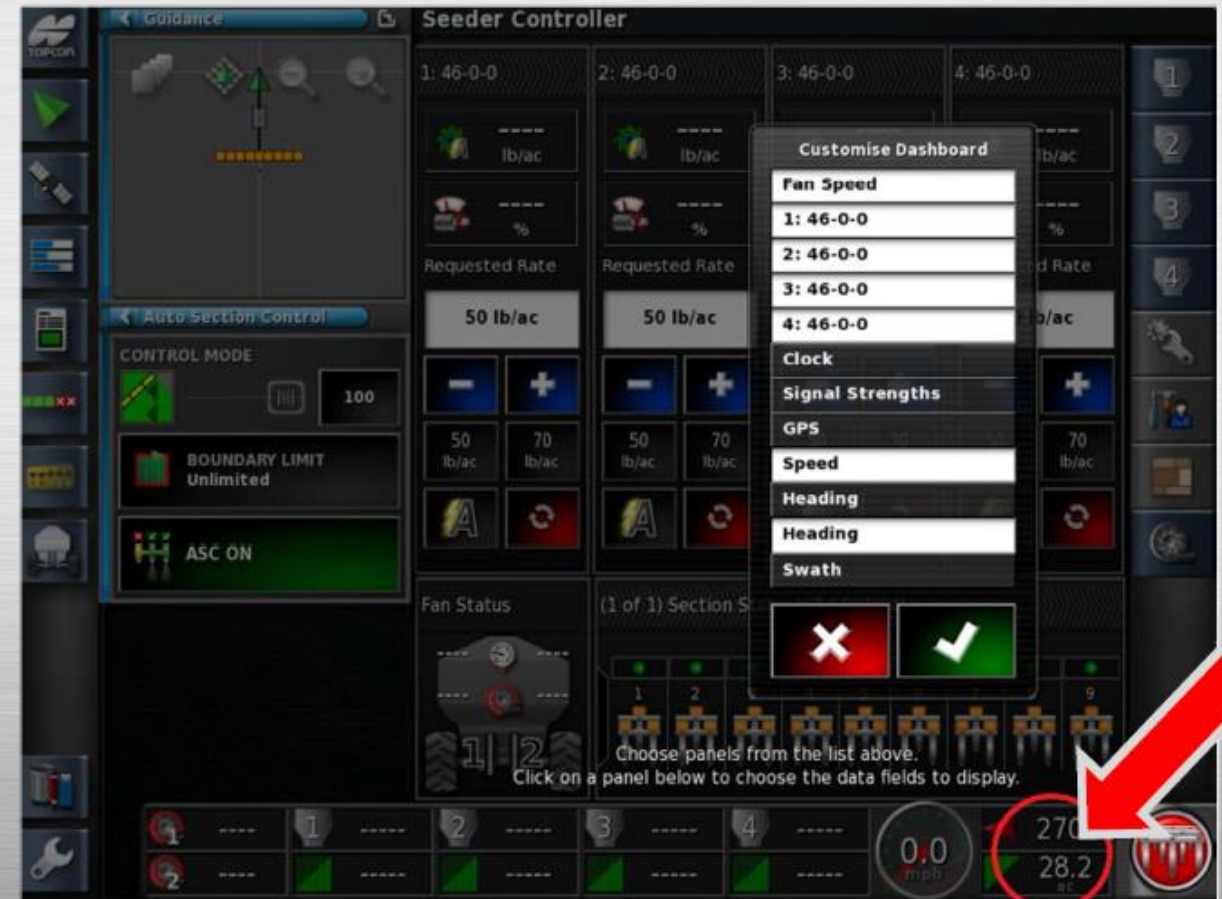 TOPCON
Guidance
Seeder Controller
1: 46-0-0
2: 46-0-0
3: 46-0-0
4: 46-0-0
1
2
3
4
----
lb/ac
----
lb/ac
----
lb/ac
----
%
----
%
----
%
Requested Rate
Requested Rate
d Rate
50 lb/ac
50 lb/ac
b/ac
Auto Section Control
CONTROL MODE
100
BOUNDARY LIMIT
Unlimited
ASC ON
50
lb/ac
70
lb/ac
50
lb/ac
70
lb/ac
70
lb/ac
Customise Dashboard
Fan Speed
1: 46-0-0
2: 46-0-0
3: 46-0-0
4: 46-0-0
Clock
Signal Strengths
GPS
Speed
Heading
Heading
Swath
Fan Status
(1 of 1) Section S
---- ----
---- ----
1 2
1 2 9
Choose panels from the list above.
Click on a panel below to choose the data fields to display.
1 ----
2 ----
1 -----
-----
2 -----
-----
3 -----
-----
4 -----
-----
0.0
mph
270
28.2
ac